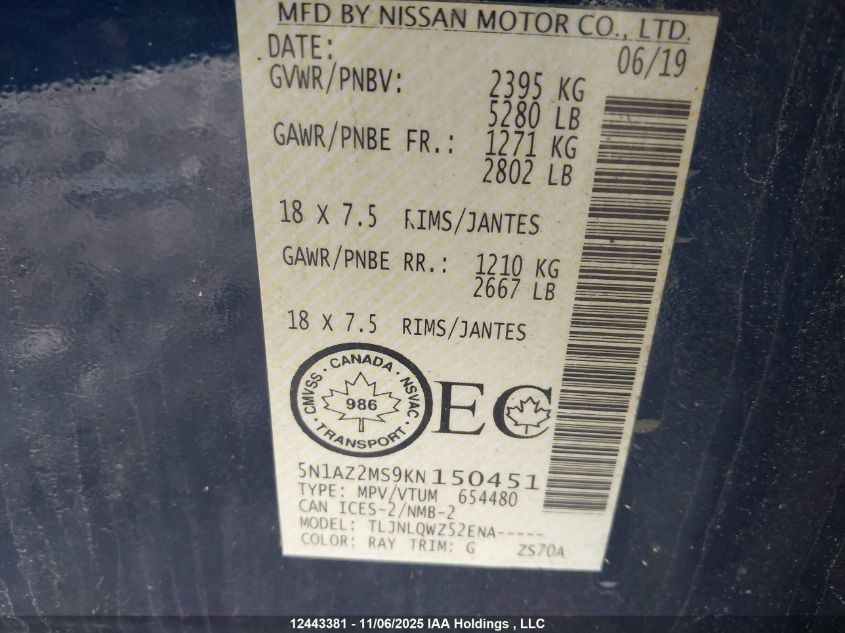 MFD BY NISSAN MOTOR CO., LTD.
DATE: 06/19
GVWR/PNBV: 2395 KG
5280 LB
GAWR/PNBE FR.: 1271 KG
2802 LB
18 X 7.5 RIMS/JANTES
GAWR/PNBE RR.: 1210 KG
2667 LB
18 X 7.5 RIMS/JANTES
CMVSS · CANADA · NSVAC
986
· TRANSPORT ·
EC
5N1AZ2MS9KN150451
TYPE: MPV/VTUM 654480
CAN ICES-2/NMB-2
MODEL: TLJNLQWZ52ENA-----
COLOR: RAY TRIM: G ZS70A
12443381 - 11/06/2025 IAA Holdings , LLC